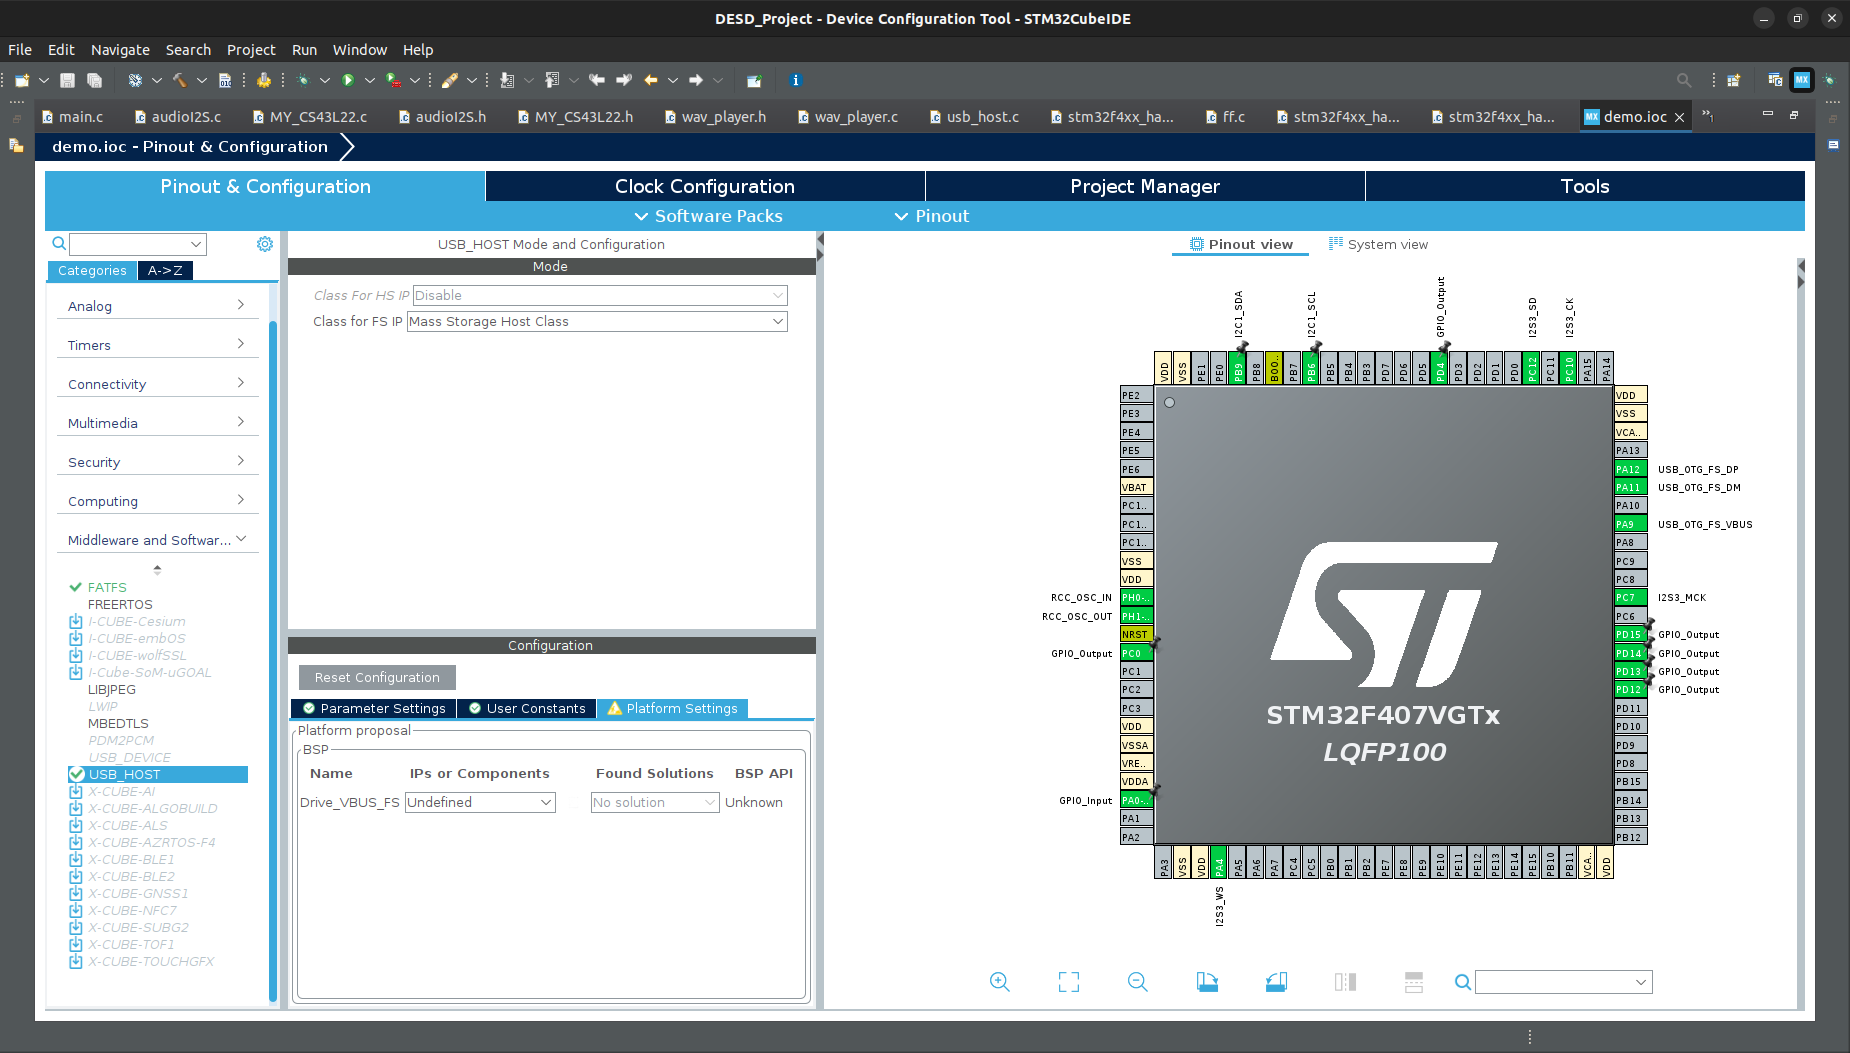 DESD_Project - Device Configuration Tool - STM32CubeIDE
File Edit Navigate Search Project Run Window Help
main.c audioI2S.c MY_CS43L22.c audioI2S.h MY_CS43L22.h wav_player.h wav_player.c usb_host.c stm32f4xx_ha... ff.c stm32f4xx_ha... stm32f4xx_ha... MX demo.ioc
demo.ioc - Pinout & Configuration
Pinout & Configuration Clock Configuration Project Manager Tools
Software Packs Pinout
Categories A->Z
Analog
Timers
Connectivity
Multimedia
Security
Computing
Middleware and Softwar...
FATFS
FREERTOS
I-CUBE-Cesium
I-CUBE-embOS
I-CUBE-wolfSSL
I-Cube-SoM-uGOAL
LIBJPEG
LWIP
MBEDTLS
PDM2PCM
USB_DEVICE
USB_HOST
X-CUBE-AI
X-CUBE-ALGOBUILD
X-CUBE-ALS
X-CUBE-AZRTOS-F4
X-CUBE-BLE1
X-CUBE-BLE2
X-CUBE-GNSS1
X-CUBE-NFC7
X-CUBE-SUBG2
X-CUBE-TOF1
X-CUBE-TOUCHGFX
USB_HOST Mode and Configuration
Mode
Class For HS IP Disable
Class for FS IP Mass Storage Host Class
Configuration
Reset Configuration
Parameter Settings User Constants Platform Settings
Platform proposal
BSP
Name IPs or Components Found Solutions BSP API
Drive_VBUS_FS Undefined No solution Unknown
Pinout view System view
I2C1_SDA I2C1_SCL GPIO_Output I2S3_SD I2S3_CK
VDD VSS PE1 PE0 PB9 PB8 BOO.. PB7 PB6 PB5 PB4 PB3 PD7 PD6 PD5 PD4 PD3 PD2 PD1 PD0 PC12 PC11 PC10 PA15 PA14
PE2
PE3
PE4
PE5
PE6
VBAT
PC1..
PC1..
PC1..
VSS
VDD
RCC_OSC_IN PH0-..
RCC_OSC_OUT PH1-..
NRST
GPIO_Output PC0
PC1
PC2
PC3
VDD
VSSA
VRE..
VDDA
GPIO_Input PA0-..
PA1
PA2
STM32F407VGTx
LQFP100
VDD
VSS
VCA..
PA13
PA12 USB_OTG_FS_DP
PA11 USB_OTG_FS_DM
PA10
PA9 USB_OTG_FS_VBUS
PA8
PC9
PC8
PC7 I2S3_MCK
PC6
PD15 GPIO_Output
PD14 GPIO_Output
PD13 GPIO_Output
PD12 GPIO_Output
PD11
PD10
PD9
PD8
PB15
PB14
PB13
PB12
PA3 VSS VDD PA4 PA5 PA6 PA7 PC4 PC5 PB0 PB1 PB2 PE7 PE8 PE9 PE10 PE11 PE12 PE13 PE14 PE15 PB10 PB11 VCA.. VDD
I2S3_WS